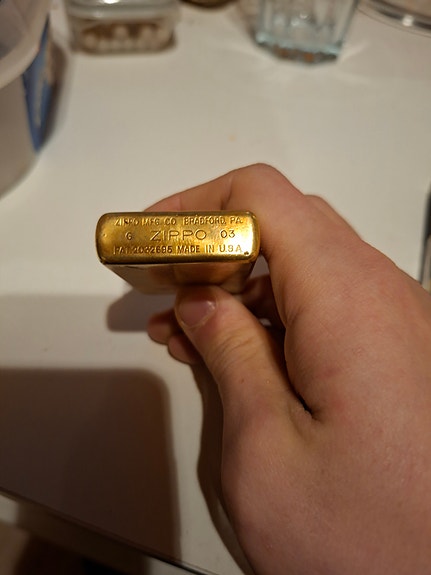 ZIPPO MFG. CO. BRADFORD, PA.
G ZIPPO 03
PAT. 2032695 MADE IN U.S.A.